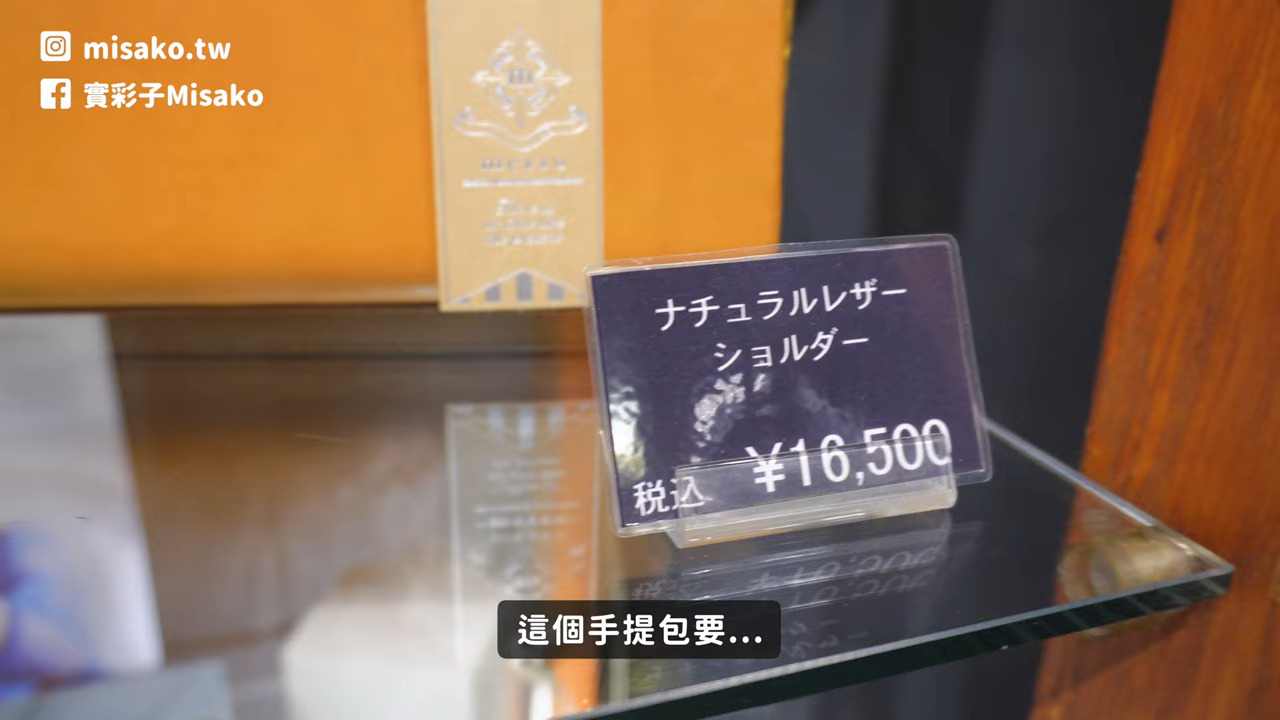 misako.tw
實彩子Misako
ナチュラルレザー
ショルダー
税込 ¥16,500
這個手提包要...